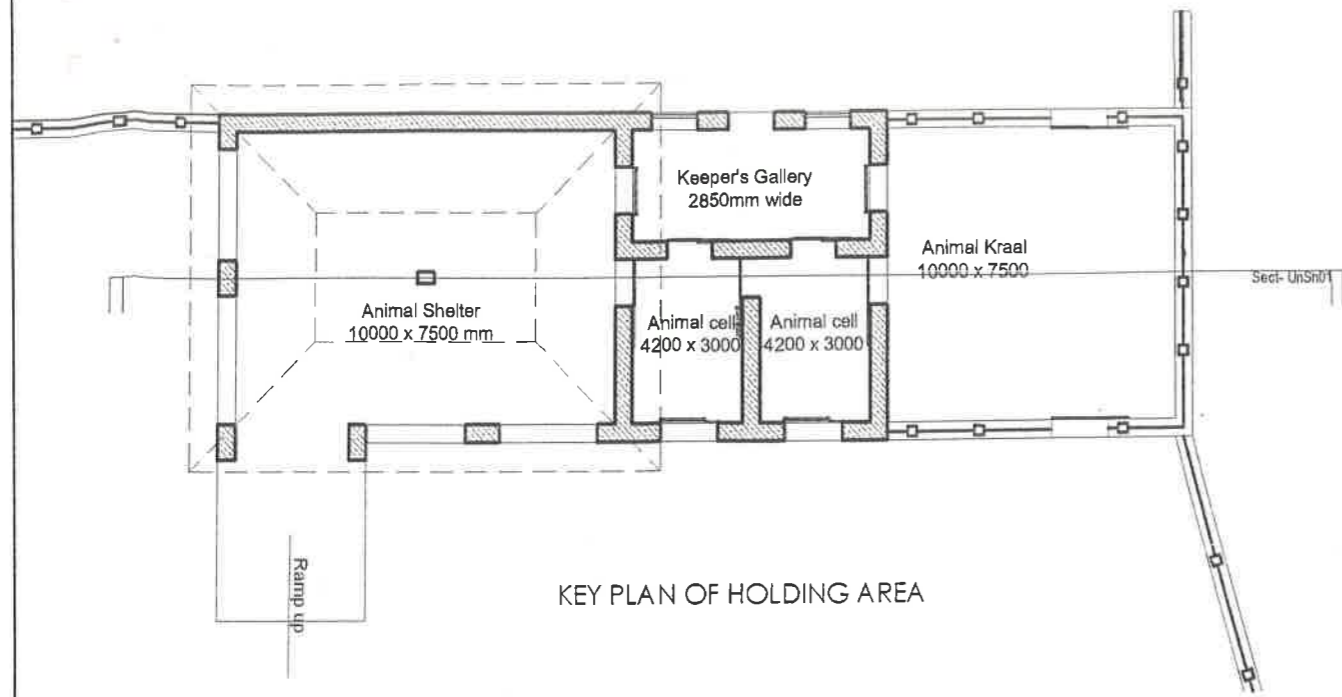 Keeper's Gallery
2850mm wide
Animal Kraal
10000 x 7500
Sect- UnSn01
Animal Shelter
10000 x 7500 mm
Animal cell
4200 x 3000
Animal cell
4200 x 3000
Ramp up
KEY PLAN OF HOLDING AREA